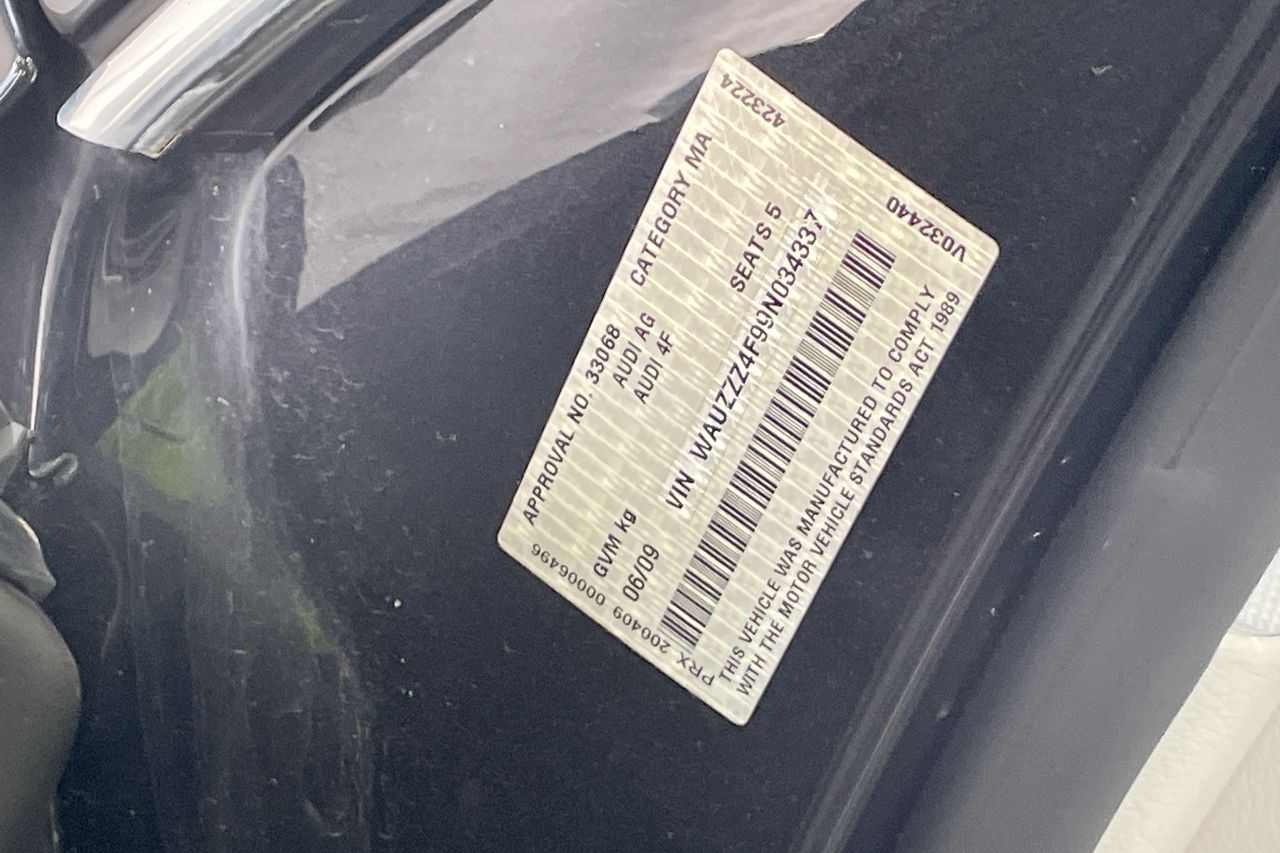 423224
V032440
APPROVAL NO. 33068 CATEGORY MA
AUDI AG
AUDI 4F
GVM kg SEATS 5
06/09
VIN WAUZZZ4F99N034337
THIS VEHICLE WAS MANUFACTURED TO COMPLY
WITH THE MOTOR VEHICLE STANDARDS ACT 1989
PRX 200409 00006496